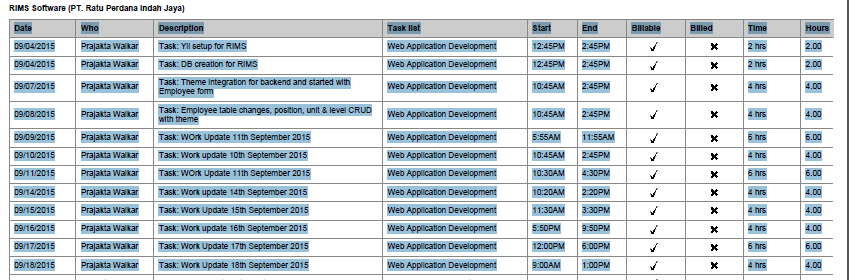 RIMS Software (PT. Ratu Perdana Indah Jaya)
Date Who Description Task list Start End Billable Billed Time Hours
09/04/2015 Prajakta Walkar Task: YII setup for RIMS Web Application Development 12:45PM 2:45PM ✓ ✗ 2 hrs 2.00
09/04/2015 Prajakta Walkar Task: DB creation for RIMS Web Application Development 12:45PM 2:45PM ✓ ✗ 2 hrs 2.00
09/07/2015 Prajakta Walkar Task: Theme integration for backend and started with Web Application Development 10:45AM 2:45PM ✓ ✗ 4 hrs 4.00
Employee form
09/08/2015 Prajakta Walkar Task: Employee table changes, position, unit & level CRUD Web Application Development 10:45AM 2:45PM ✓ ✗ 4 hrs 4.00
with theme
09/09/2015 Prajakta Walkar Task: WOrk Update 11th September 2015 Web Application Development 5:55AM 11:55AM ✓ ✗ 6 hrs 6.00
09/10/2015 Prajakta Walkar Task: Work update 10th September 2015 Web Application Development 10:45AM 2:45PM ✓ ✗ 4 hrs 4.00
09/11/2015 Prajakta Walkar Task: WOrk Update 11th September 2015 Web Application Development 10:30AM 4:30PM ✓ ✗ 6 hrs 6.00
09/14/2015 Prajakta Walkar Task: Work update 14th September 2015 Web Application Development 10:20AM 2:20PM ✓ ✗ 4 hrs 4.00
09/15/2015 Prajakta Walkar Task: Work Update 15th September 2015 Web Application Development 11:30AM 3:30PM ✓ ✗ 4 hrs 4.00
09/16/2015 Prajakta Walkar Task: Work update 16th September 2015 Web Application Development 5:50PM 9:50PM ✓ ✗ 4 hrs 4.00
09/17/2015 Prajakta Walkar Task: Work Update 17th September 2015 Web Application Development 12:00PM 6:00PM ✓ ✗ 6 hrs 6.00
09/18/2015 Prajakta Walkar Task: Work Update 18th September 2015 Web Application Development 9:00AM 1:00PM ✓ ✗ 4 hrs 4.00